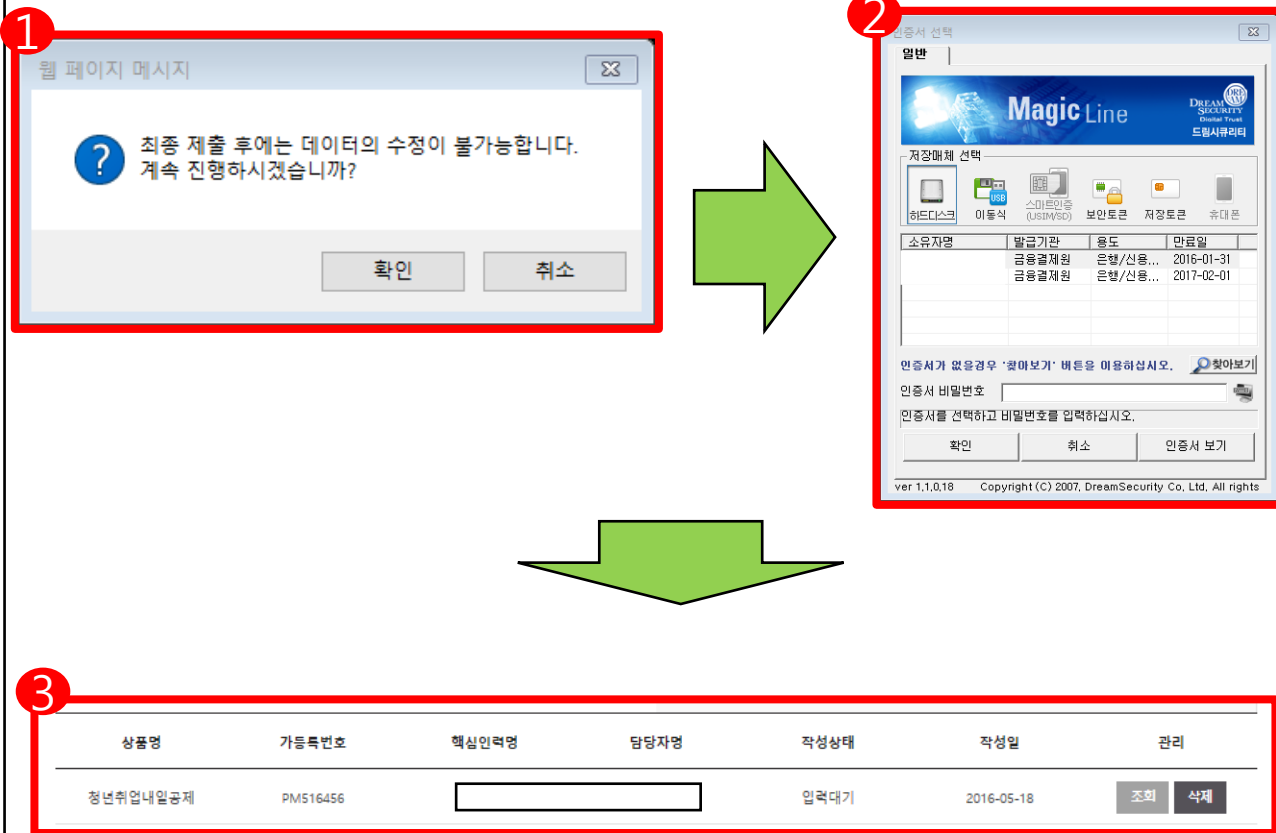 1
웹 페이지 메시지
최종 제출 후에는 데이터의 수정이 불가능합니다.
계속 진행하시겠습니까?
확인 취소
2
인증서 선택
일반
Magic Line
DREAM SECURITY
Digital Trust
드림시큐리티
저장매체 선택
USB
하드디스크 이동식 스마트인증 (USIM/SD) 보안토큰 저장토큰 휴대폰
소유자명 발급기관 용도 만료일
금융결제원 은행/신용... 2016-01-31
금융결제원 은행/신용... 2017-02-01
인증서가 없을경우 '찾아보기' 버튼을 이용하십시오. 찾아보기
인증서 비밀번호
인증서를 선택하고 비밀번호를 입력하십시오.
확인 취소 인증서 보기
ver 1,1,0,18 Copyright (C) 2007, DreamSecurity Co, Ltd, All rights
3
상품명 가등록번호 핵심인력명 담당자명 작성상태 작성일 관리
청년취업내일공제 PM516456 입력대기 2016-05-18 조회 삭제